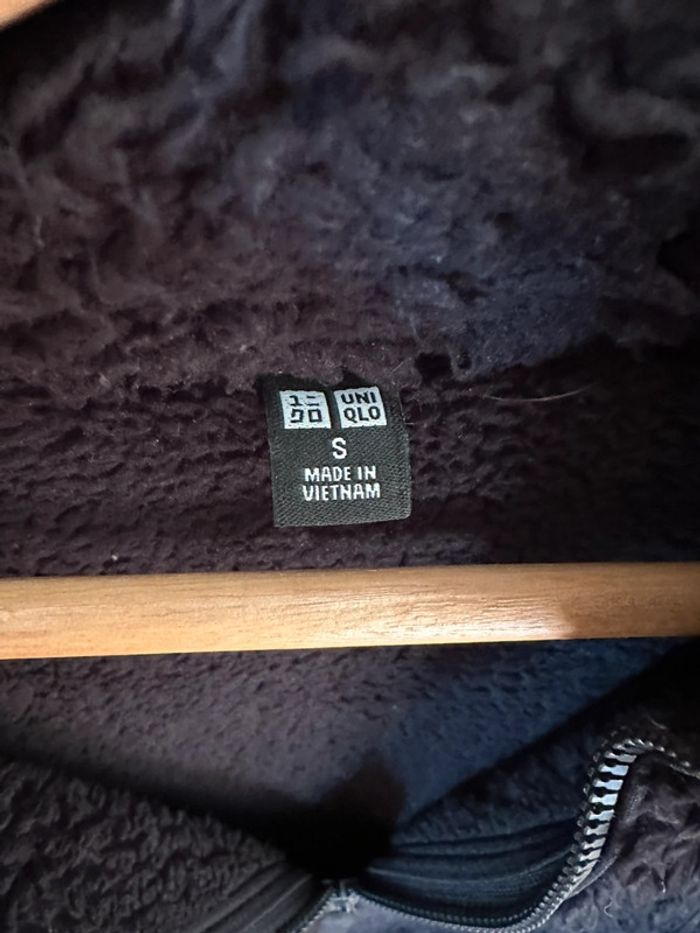 ユニ UNI
クロ QLO
S
MADE IN
VIETNAM